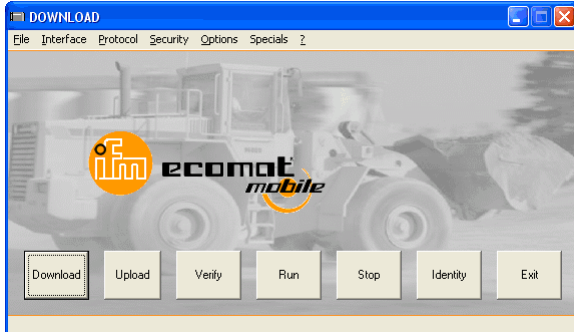 DOWNLOAD
File Interface Protocol Security Options Specials ?
ifm ecomat
mobile
Download Upload Verify Run Stop Identity Exit